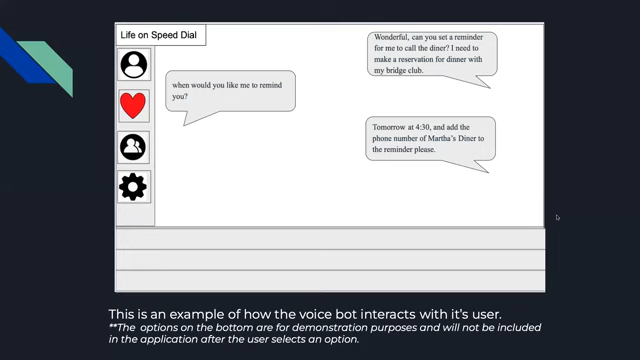 Life on Speed Dial
Wonderful, can you set a reminder
for me to call the diner? I need to
make a reservation for dinner with
my bridge club.
when would you like me to remind
you?
Tomorrow at 4:30, and add the
phone number of Martha's Diner to
the reminder please.
This is an example of how the voice bot interacts with it's user.
**The options on the bottom are for demonstration purposes and will not be included
in the application after the user selects an option.